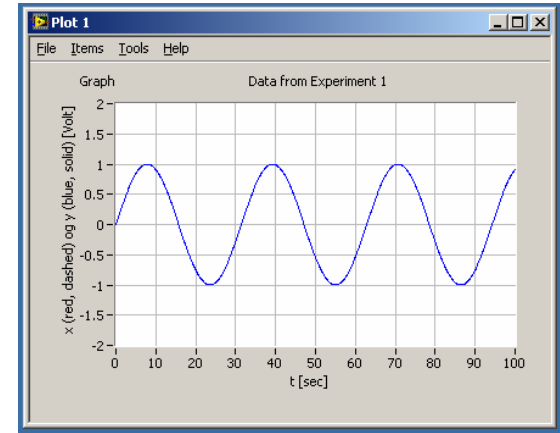 Plot 1
File Items Tools Help
Graph
Data from Experiment 1
x (red, dashed) og y (blue, solid) [Volt]
2
1.5
1
0.5
0
-0.5
-1
-1.5
-2
0 10 20 30 40 50 60 70 80 90 100
t [sec]